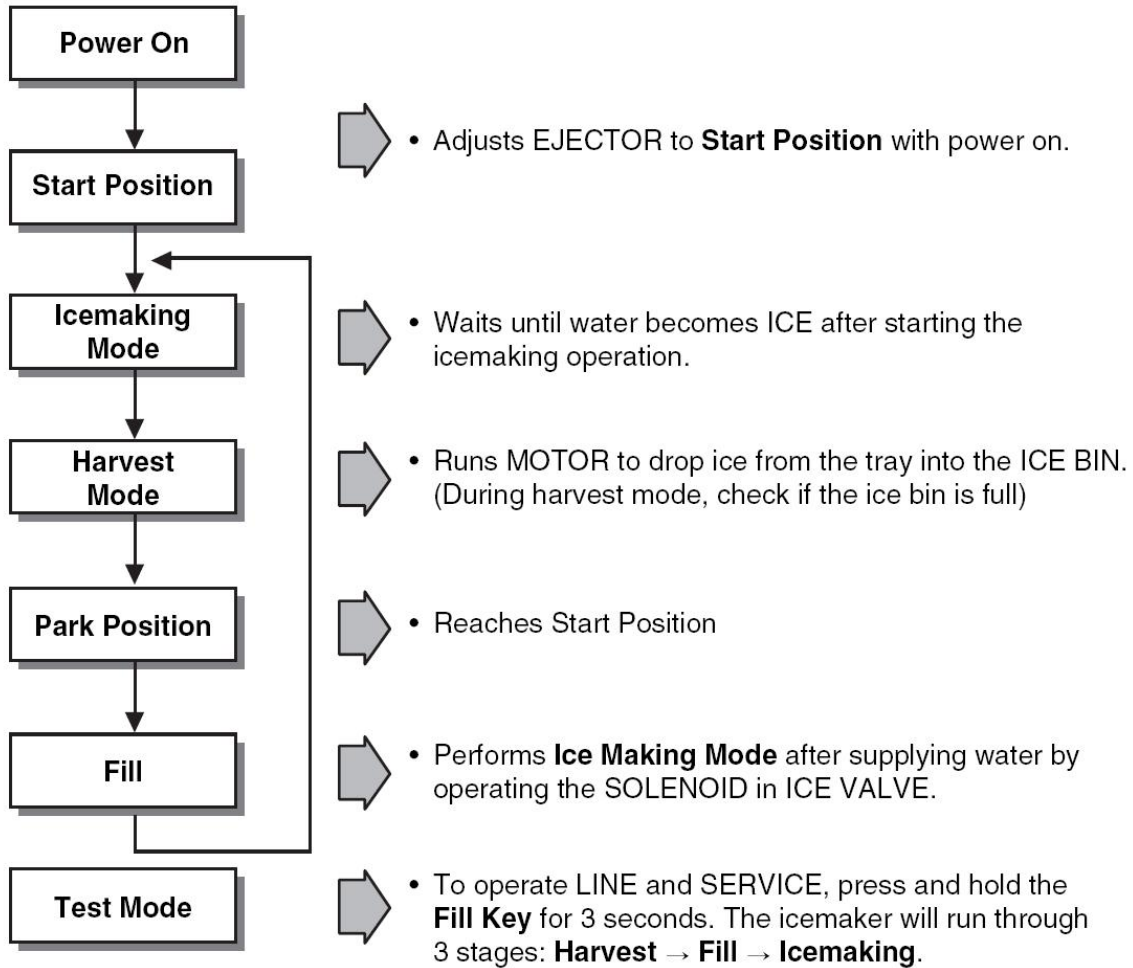 Power On
Start Position
• Adjusts EJECTOR to Start Position with power on.
Icemaking
Mode
• Waits until water becomes ICE after starting the
icemaking operation.
Harvest
Mode
• Runs MOTOR to drop ice from the tray into the ICE BIN.
(During harvest mode, check if the ice bin is full)
Park Position
• Reaches Start Position
Fill
• Performs Ice Making Mode after supplying water by
operating the SOLENOID in ICE VALVE.
Test Mode
• To operate LINE and SERVICE, press and hold the
Fill Key for 3 seconds. The icemaker will run through
3 stages: Harvest → Fill → Icemaking.